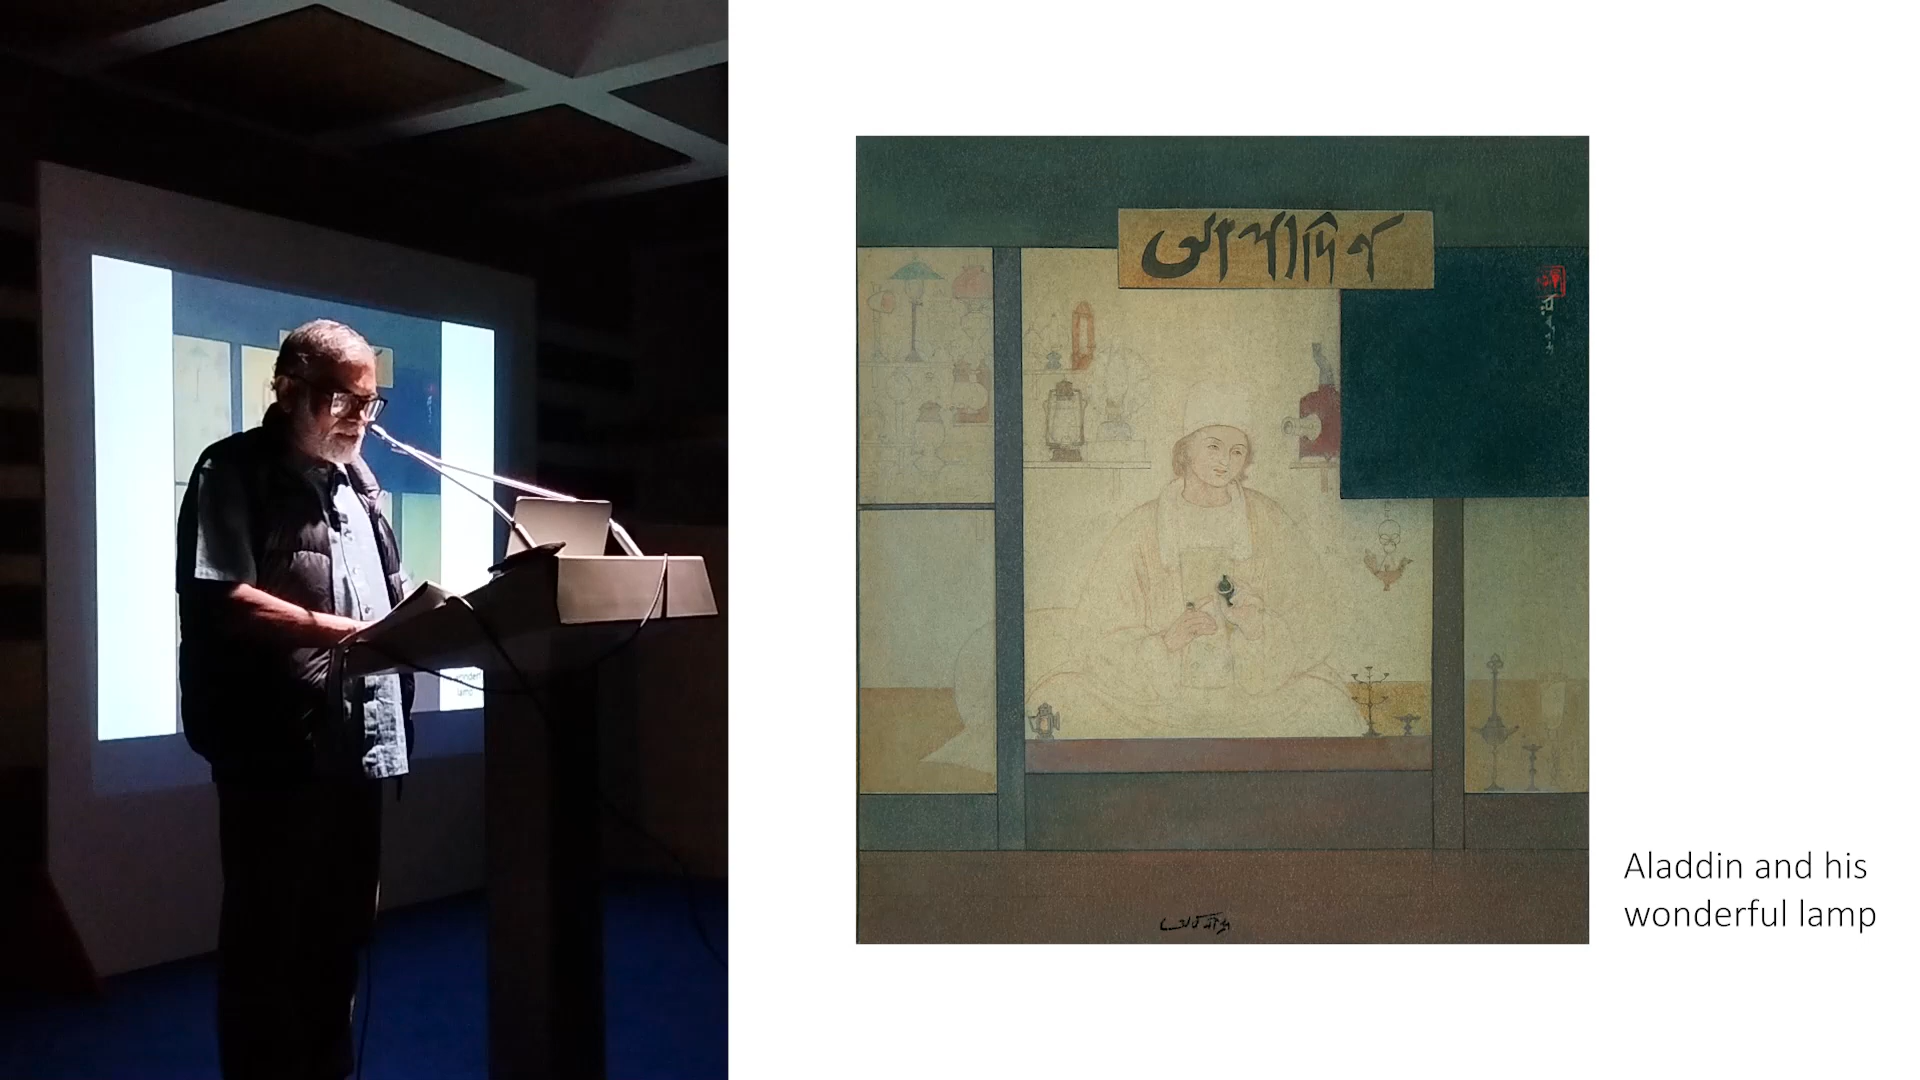 আলাদিন
Aladdin and his
wonderful lamp